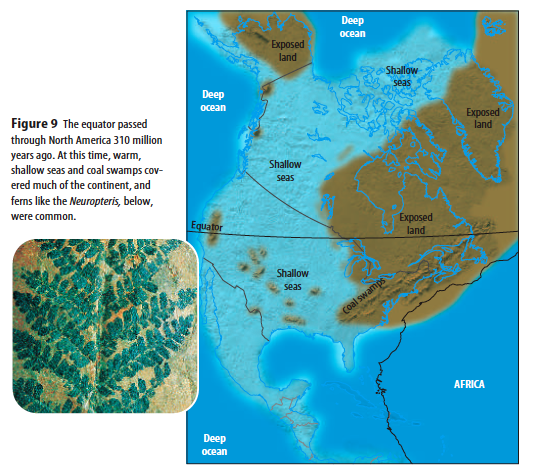 Figure 9 The equator passed
through North America 310 million
years ago. At this time, warm,
shallow seas and coal swamps cov-
ered much of the continent, and
ferns like the Neuropteris, below,
were common.
Deep
ocean
Exposed
land
Shallow
seas
Deep
ocean
Exposed
land
Shallow
seas
Exposed
land
Equator
Shallow
seas
Coal swamps
AFRICA
Deep
ocean